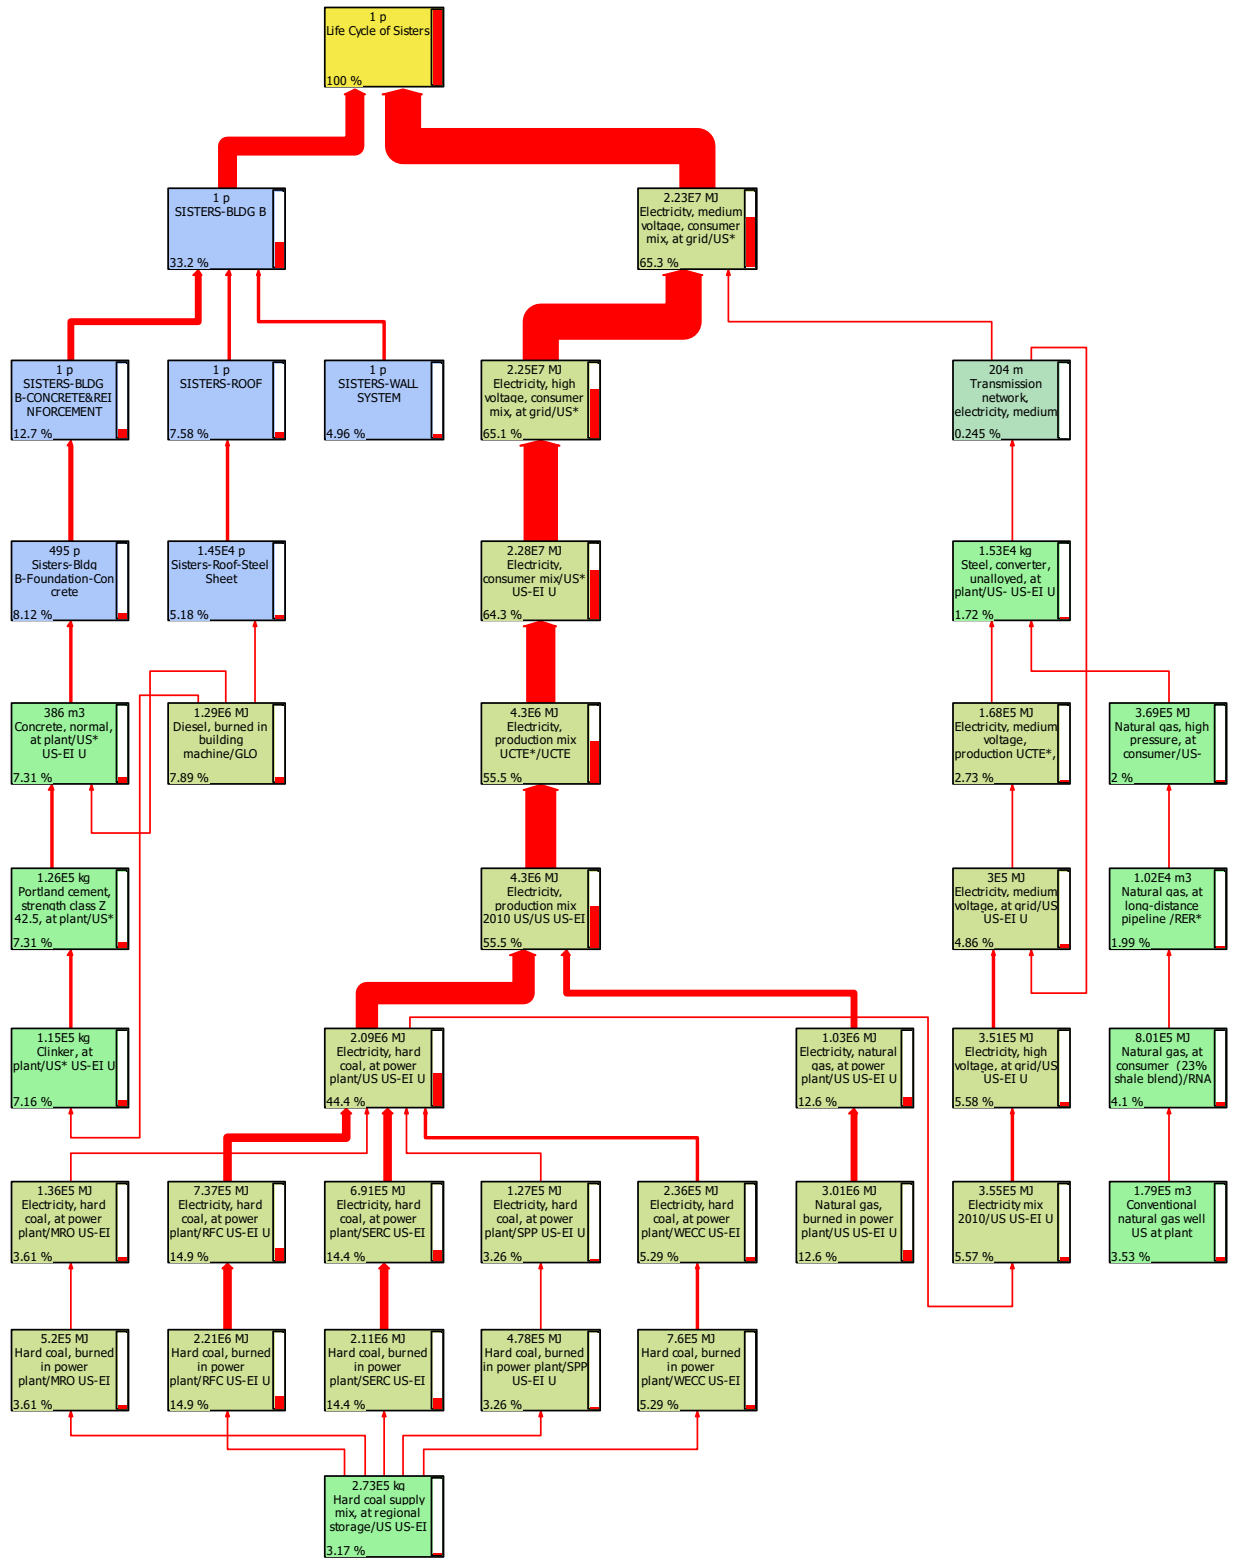 1 p
Life Cycle of Sisters
100 %
1 p
SISTERS-BLDG B
33.2 %
2.23E7 MJ
Electricity, medium
voltage, consumer
mix, at grid/US*
65.3 %
1 p
SISTERS-BLDG
B-CONCRETE&REI
NFORCEMENT
12.7 %
1 p
SISTERS-ROOF
7.58 %
1 p
SISTERS-WALL
SYSTEM
4.96 %
2.25E7 MJ
Electricity, high
voltage, consumer
mix, at grid/US*
65.1 %
204 m
Transmission
network,
electricity, medium
0.245 %
495 p
Sisters-Bldg
B-Foundation-Con
crete
8.12 %
1.45E4 p
Sisters-Roof-Steel
Sheet
5.18 %
2.28E7 MJ
Electricity,
consumer mix/US*
US-EI U
64.3 %
1.53E4 kg
Steel, converter,
unalloyed, at
plant/US- US-EI U
1.72 %
386 m3
Concrete, normal,
at plant/US*
US-EI U
7.31 %
1.29E6 MJ
Diesel, burned in
building
machine/GLO
7.89 %
4.3E6 MJ
Electricity,
production mix
UCTE*/UCTE
55.5 %
1.68E5 MJ
Electricity, medium
voltage,
production UCTE*,
2.73 %
3.69E5 MJ
Natural gas, high
pressure, at
consumer/US-
2 %
1.26E5 kg
Portland cement,
strength class Z
42.5, at plant/US*
7.31 %
4.3E6 MJ
Electricity,
production mix
2010 US/US US-EI
55.5 %
3E5 MJ
Electricity, medium
voltage, at grid/US
US-EI U
4.86 %
1.02E4 m3
Natural gas, at
long-distance
pipeline /RER*
1.99 %
1.15E5 kg
Clinker, at
plant/US* US-EI U
7.16 %
2.09E6 MJ
Electricity, hard
coal, at power
plant/US US-EI U
44.4 %
1.03E6 MJ
Electricity, natural
gas, at power
plant/US US-EI U
12.6 %
3.51E5 MJ
Electricity, high
voltage, at grid/US
US-EI U
5.58 %
8.01E5 MJ
Natural gas, at
consumer (23%
shale blend)/RNA
4.1 %
1.36E5 MJ
Electricity, hard
coal, at power
plant/MRO US-EI
3.61 %
7.37E5 MJ
Electricity, hard
coal, at power
plant/RFC US-EI U
14.9 %
6.91E5 MJ
Electricity, hard
coal, at power
plant/SERC US-EI
14.4 %
1.27E5 MJ
Electricity, hard
coal, at power
plant/SPP US-EI U
3.26 %
2.36E5 MJ
Electricity, hard
coal, at power
plant/WECC US-EI
5.29 %
3.01E6 MJ
Natural gas,
burned in power
plant/US US-EI U
12.6 %
3.55E5 MJ
Electricity mix
2010/US US-EI U
5.57 %
1.79E5 m3
Conventional
natural gas well
US at plant
3.53 %
5.2E5 MJ
Hard coal, burned
in power
plant/MRO US-EI
3.61 %
2.21E6 MJ
Hard coal, burned
in power
plant/RFC US-EI U
14.9 %
2.11E6 MJ
Hard coal, burned
in power
plant/SERC US-EI
14.4 %
4.78E5 MJ
Hard coal, burned
in power plant/SPP
US-EI U
3.26 %
7.6E5 MJ
Hard coal, burned
in power
plant/WECC US-EI
5.29 %
2.73E5 kg
Hard coal supply
mix, at regional
storage/US US-EI
3.17 %